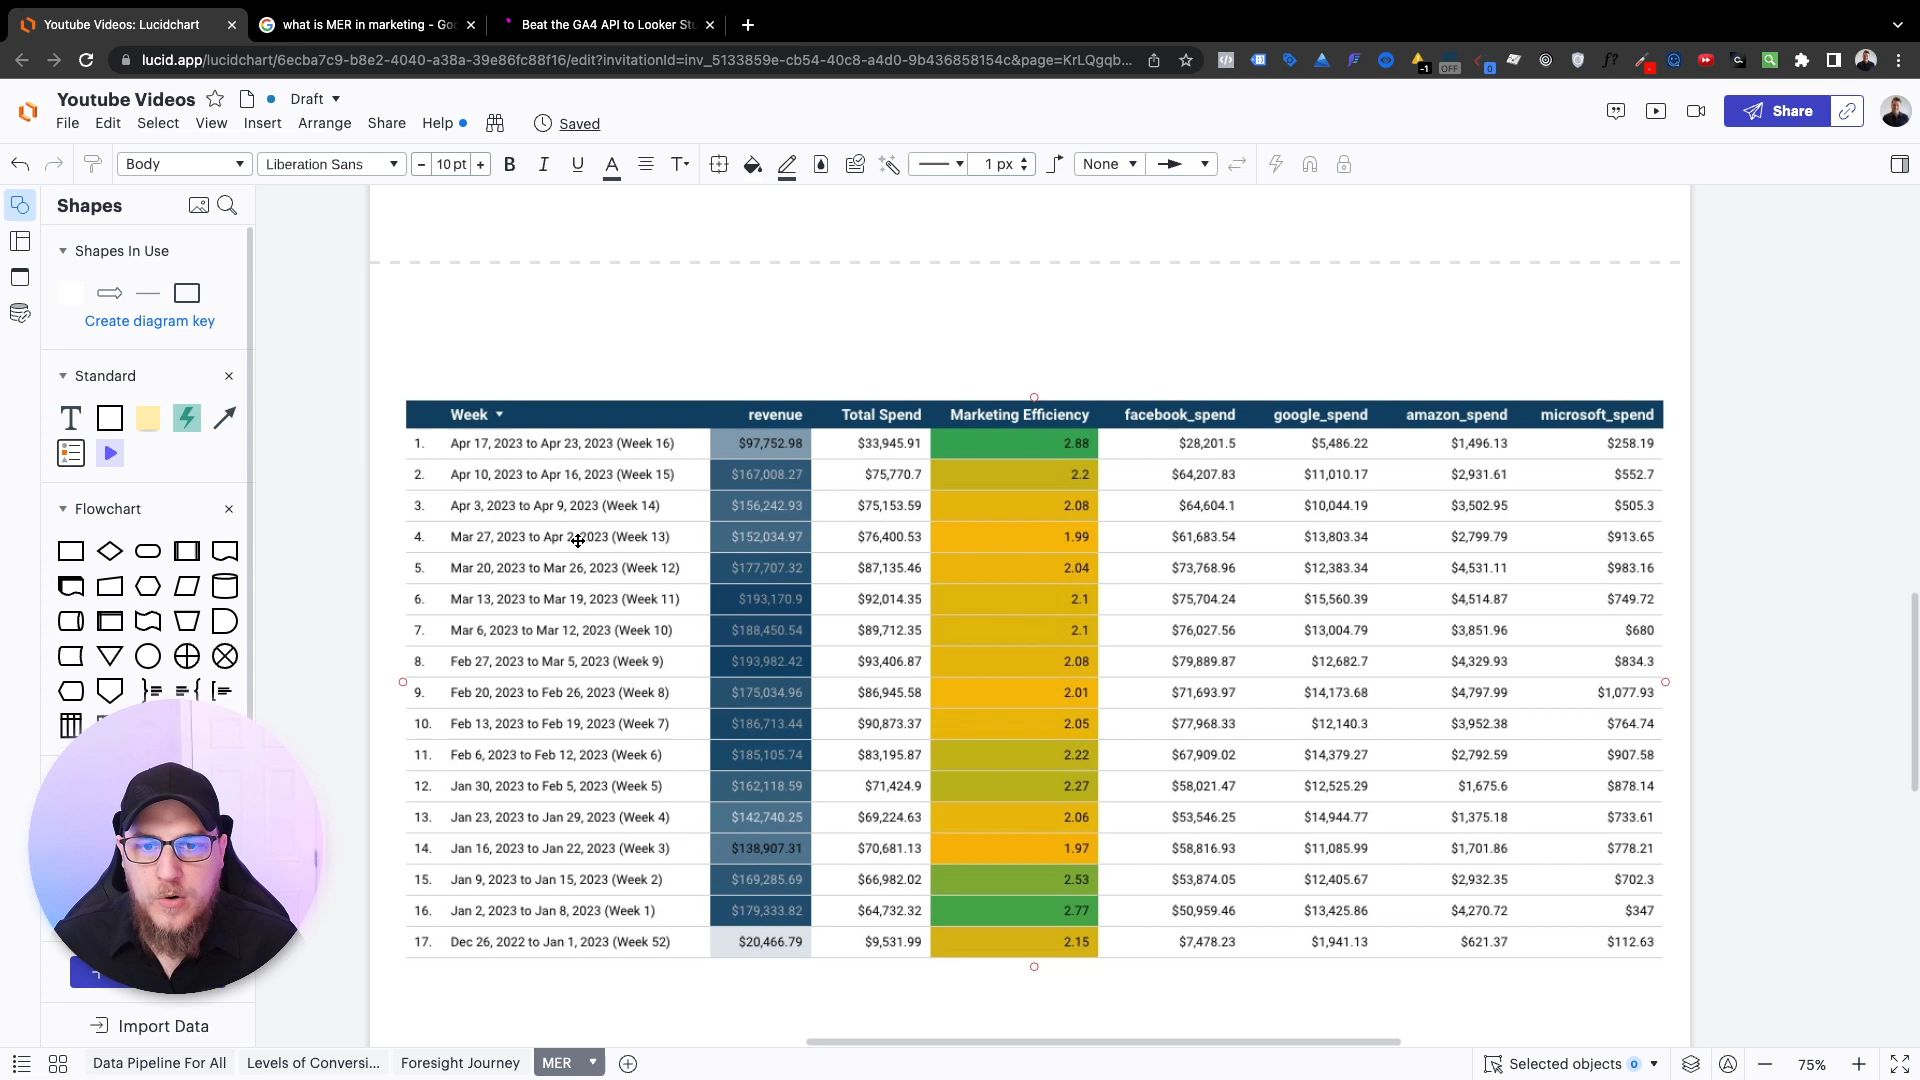 Youtube Videos: Lucidchart
what is MER in marketing - Goo
Beat the GA4 API to Looker Stu
lucid.app/lucidchart/6ecba7c9-b8e2-4040-a38a-39e86fc88f16/edit?invitationId=inv_5133859e-cb54-40c8-a4d0-9b436858154c&page=KrLQgqb...
OFF
0
-1
f?
Youtube Videos
Draft
File Edit Select View Insert Arrange Share Help
Saved
Share
Body
Liberation Sans
- 10 pt +
B I U A T
1 px
None
Shapes
Shapes In Use
Create diagram key
Standard
T
Flowchart
Import Data
Week revenue Total Spend Marketing Efficiency facebook_spend google_spend amazon_spend microsoft_spend
1. Apr 17, 2023 to Apr 23, 2023 (Week 16) $97,752.98 $33,945.91 2.88 $28,201.5 $5,486.22 $1,496.13 $258.19
2. Apr 10, 2023 to Apr 16, 2023 (Week 15) $167,008.27 $75,770.7 2.2 $64,207.83 $11,010.17 $2,931.61 $552.7
3. Apr 3, 2023 to Apr 9, 2023 (Week 14) $156,242.93 $75,153.59 2.08 $64,604.1 $10,044.19 $3,502.95 $505.3
4. Mar 27, 2023 to Apr 2, 2023 (Week 13) $152,034.97 $76,400.53 1.99 $61,683.54 $13,803.34 $2,799.79 $913.65
5. Mar 20, 2023 to Mar 26, 2023 (Week 12) $177,707.32 $87,135.46 2.04 $73,768.96 $12,383.34 $4,531.11 $983.16
6. Mar 13, 2023 to Mar 19, 2023 (Week 11) $193,170.9 $92,014.35 2.1 $75,704.24 $15,560.39 $4,514.87 $749.72
7. Mar 6, 2023 to Mar 12, 2023 (Week 10) $188,450.54 $89,712.35 2.1 $76,027.56 $13,004.79 $3,851.96 $680
8. Feb 27, 2023 to Mar 5, 2023 (Week 9) $193,982.42 $93,406.87 2.08 $79,889.87 $12,682.7 $4,329.93 $834.3
9. Feb 20, 2023 to Feb 26, 2023 (Week 8) $175,034.96 $86,945.58 2.01 $71,693.97 $14,173.68 $4,797.99 $1,077.93
10. Feb 13, 2023 to Feb 19, 2023 (Week 7) $186,713.44 $90,873.37 2.05 $77,968.33 $12,140.3 $3,952.38 $764.74
11. Feb 6, 2023 to Feb 12, 2023 (Week 6) $185,105.74 $83,195.87 2.22 $67,909.02 $14,379.27 $2,792.59 $907.58
12. Jan 30, 2023 to Feb 5, 2023 (Week 5) $162,118.59 $71,424.9 2.27 $58,021.47 $12,525.29 $1,675.6 $878.14
13. Jan 23, 2023 to Jan 29, 2023 (Week 4) $142,740.25 $69,224.63 2.06 $53,546.25 $14,944.77 $1,375.18 $733.61
14. Jan 16, 2023 to Jan 22, 2023 (Week 3) $138,907.31 $70,681.13 1.97 $58,816.93 $11,085.99 $1,701.86 $778.21
15. Jan 9, 2023 to Jan 15, 2023 (Week 2) $169,285.69 $66,982.02 2.53 $53,874.05 $12,405.67 $2,932.35 $702.3
16. Jan 2, 2023 to Jan 8, 2023 (Week 1) $179,333.82 $64,732.32 2.77 $50,959.46 $13,425.86 $4,270.72 $347
17. Dec 26, 2022 to Jan 1, 2023 (Week 52) $20,466.79 $9,531.99 2.15 $7,478.23 $1,941.13 $621.37 $112.63
Data Pipeline For All Levels of Conversi... Foresight Journey MER
Selected objects 0
75%